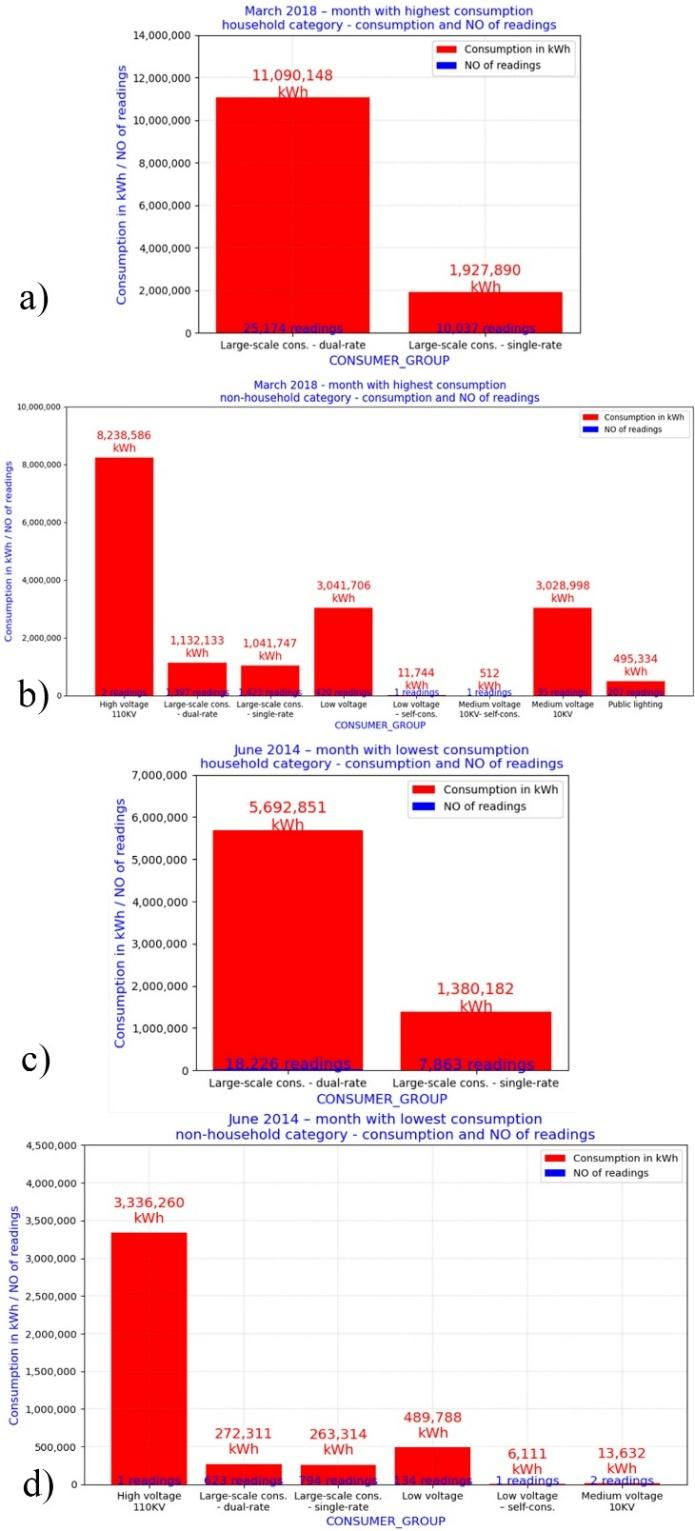 March 2018 – month with highest consumption
household category - consumption and NO of readings
14,000,000
12,000,000
10,000,000
8,000,000
6,000,000
4,000,000
2,000,000
0
Consumption in kWh / NO of readings
Consumption in kWh
NO of readings
11,090,148
kWh
1,927,890
kWh
25,174 readings
10,037 readings
Large-scale cons. - dual-rate
Large-scale cons. - single-rate
CONSUMER_GROUP
a)
March 2018 - month with highest consumption
non-household category - consumption and NO of readings
10,000,000
8,000,000
6,000,000
4,000,000
2,000,000
0
Consumption in kWh / NO of readings
Consumption in kWh
NO of readings
8,238,586
kWh
1,132,133
kWh
1,041,747
kWh
3,041,706
kWh
11,744
kWh
512
kWh
3,028,998
kWh
495,334
kWh
2 readings
1,397 readings
1,623 readings
420 readings
1 readings
1 readings
35 readings
207 readings
High voltage
110KV
Large-scale cons.
- dual-rate
Large-scale cons.
- single-rate
Low voltage
Low voltage
– self-cons.
Medium voltage
10KV- self-cons.
Medium voltage
10KV
Public lighting
CONSUMER_GROUP
b)
June 2014 – month with lowest consumption
household category - consumption and NO of readings
7,000,000
6,000,000
5,000,000
4,000,000
3,000,000
2,000,000
1,000,000
0
Consumption in kWh / NO of readings
Consumption in kWh
NO of readings
5,692,851
kWh
1,380,182
kWh
18,226 readings
7,863 readings
Large-scale cons. - dual-rate
Large-scale cons. - single-rate
CONSUMER_GROUP
c)
June 2014 – month with lowest consumption
non-household category - consumption and NO of readings
4,500,000
4,000,000
3,500,000
3,000,000
2,500,000
2,000,000
1,500,000
1,000,000
500,000
0
Consumption in kWh / NO of readings
Consumption in kWh
NO of readings
3,336,260
kWh
272,311
kWh
263,314
kWh
489,788
kWh
6,111
kWh
13,632
kWh
1 readings
623 readings
794 readings
134 readings
1 readings
2 readings
High voltage
110KV
Large-scale cons.
- dual-rate
Large-scale cons.
- single-rate
Low voltage
Low voltage
– self-cons.
Medium voltage
10KV
CONSUMER_GROUP
d)